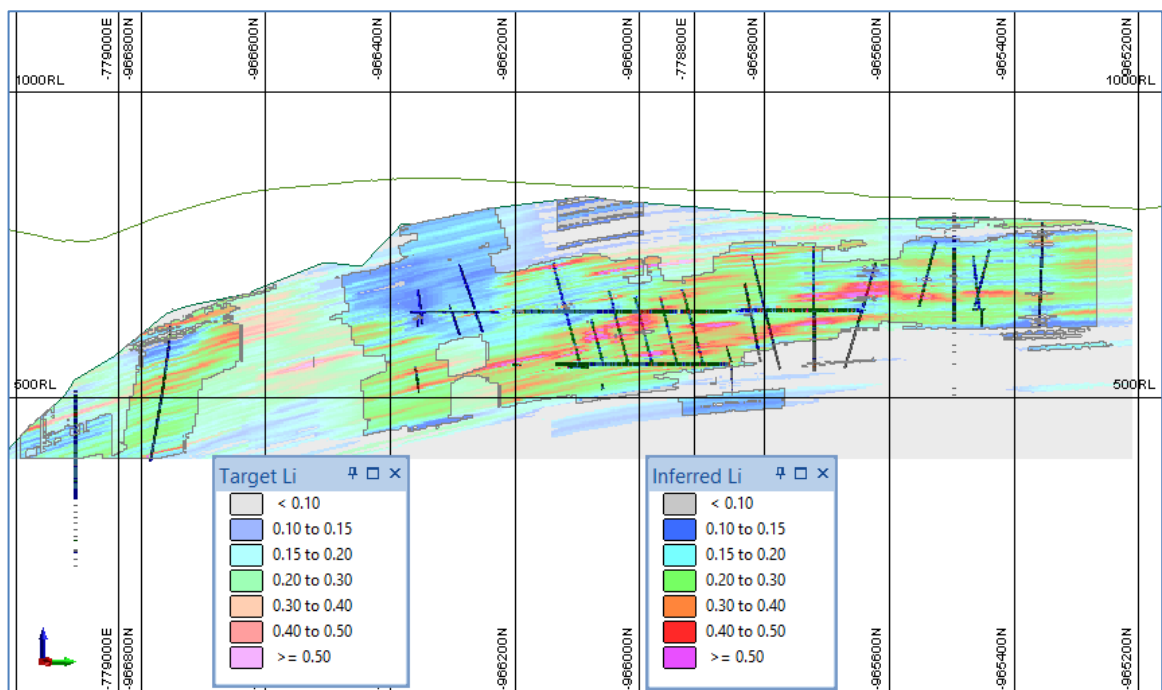 -779000E
-966800N
-966600N
-966400N
-966200N
-966000N
-778800E
-965800N
-965600N
-965400N
-965200N
1000RL
1000RL
500RL
500RL
Target Li
< 0.10
0.10 to 0.15
0.15 to 0.20
0.20 to 0.30
0.30 to 0.40
0.40 to 0.50
>= 0.50
Inferred Li
< 0.10
0.10 to 0.15
0.15 to 0.20
0.20 to 0.30
0.30 to 0.40
0.40 to 0.50
>= 0.50
-779000E
-966800N
-966200N
-966000N
-778800E
-965600N
-965400N
-965200N